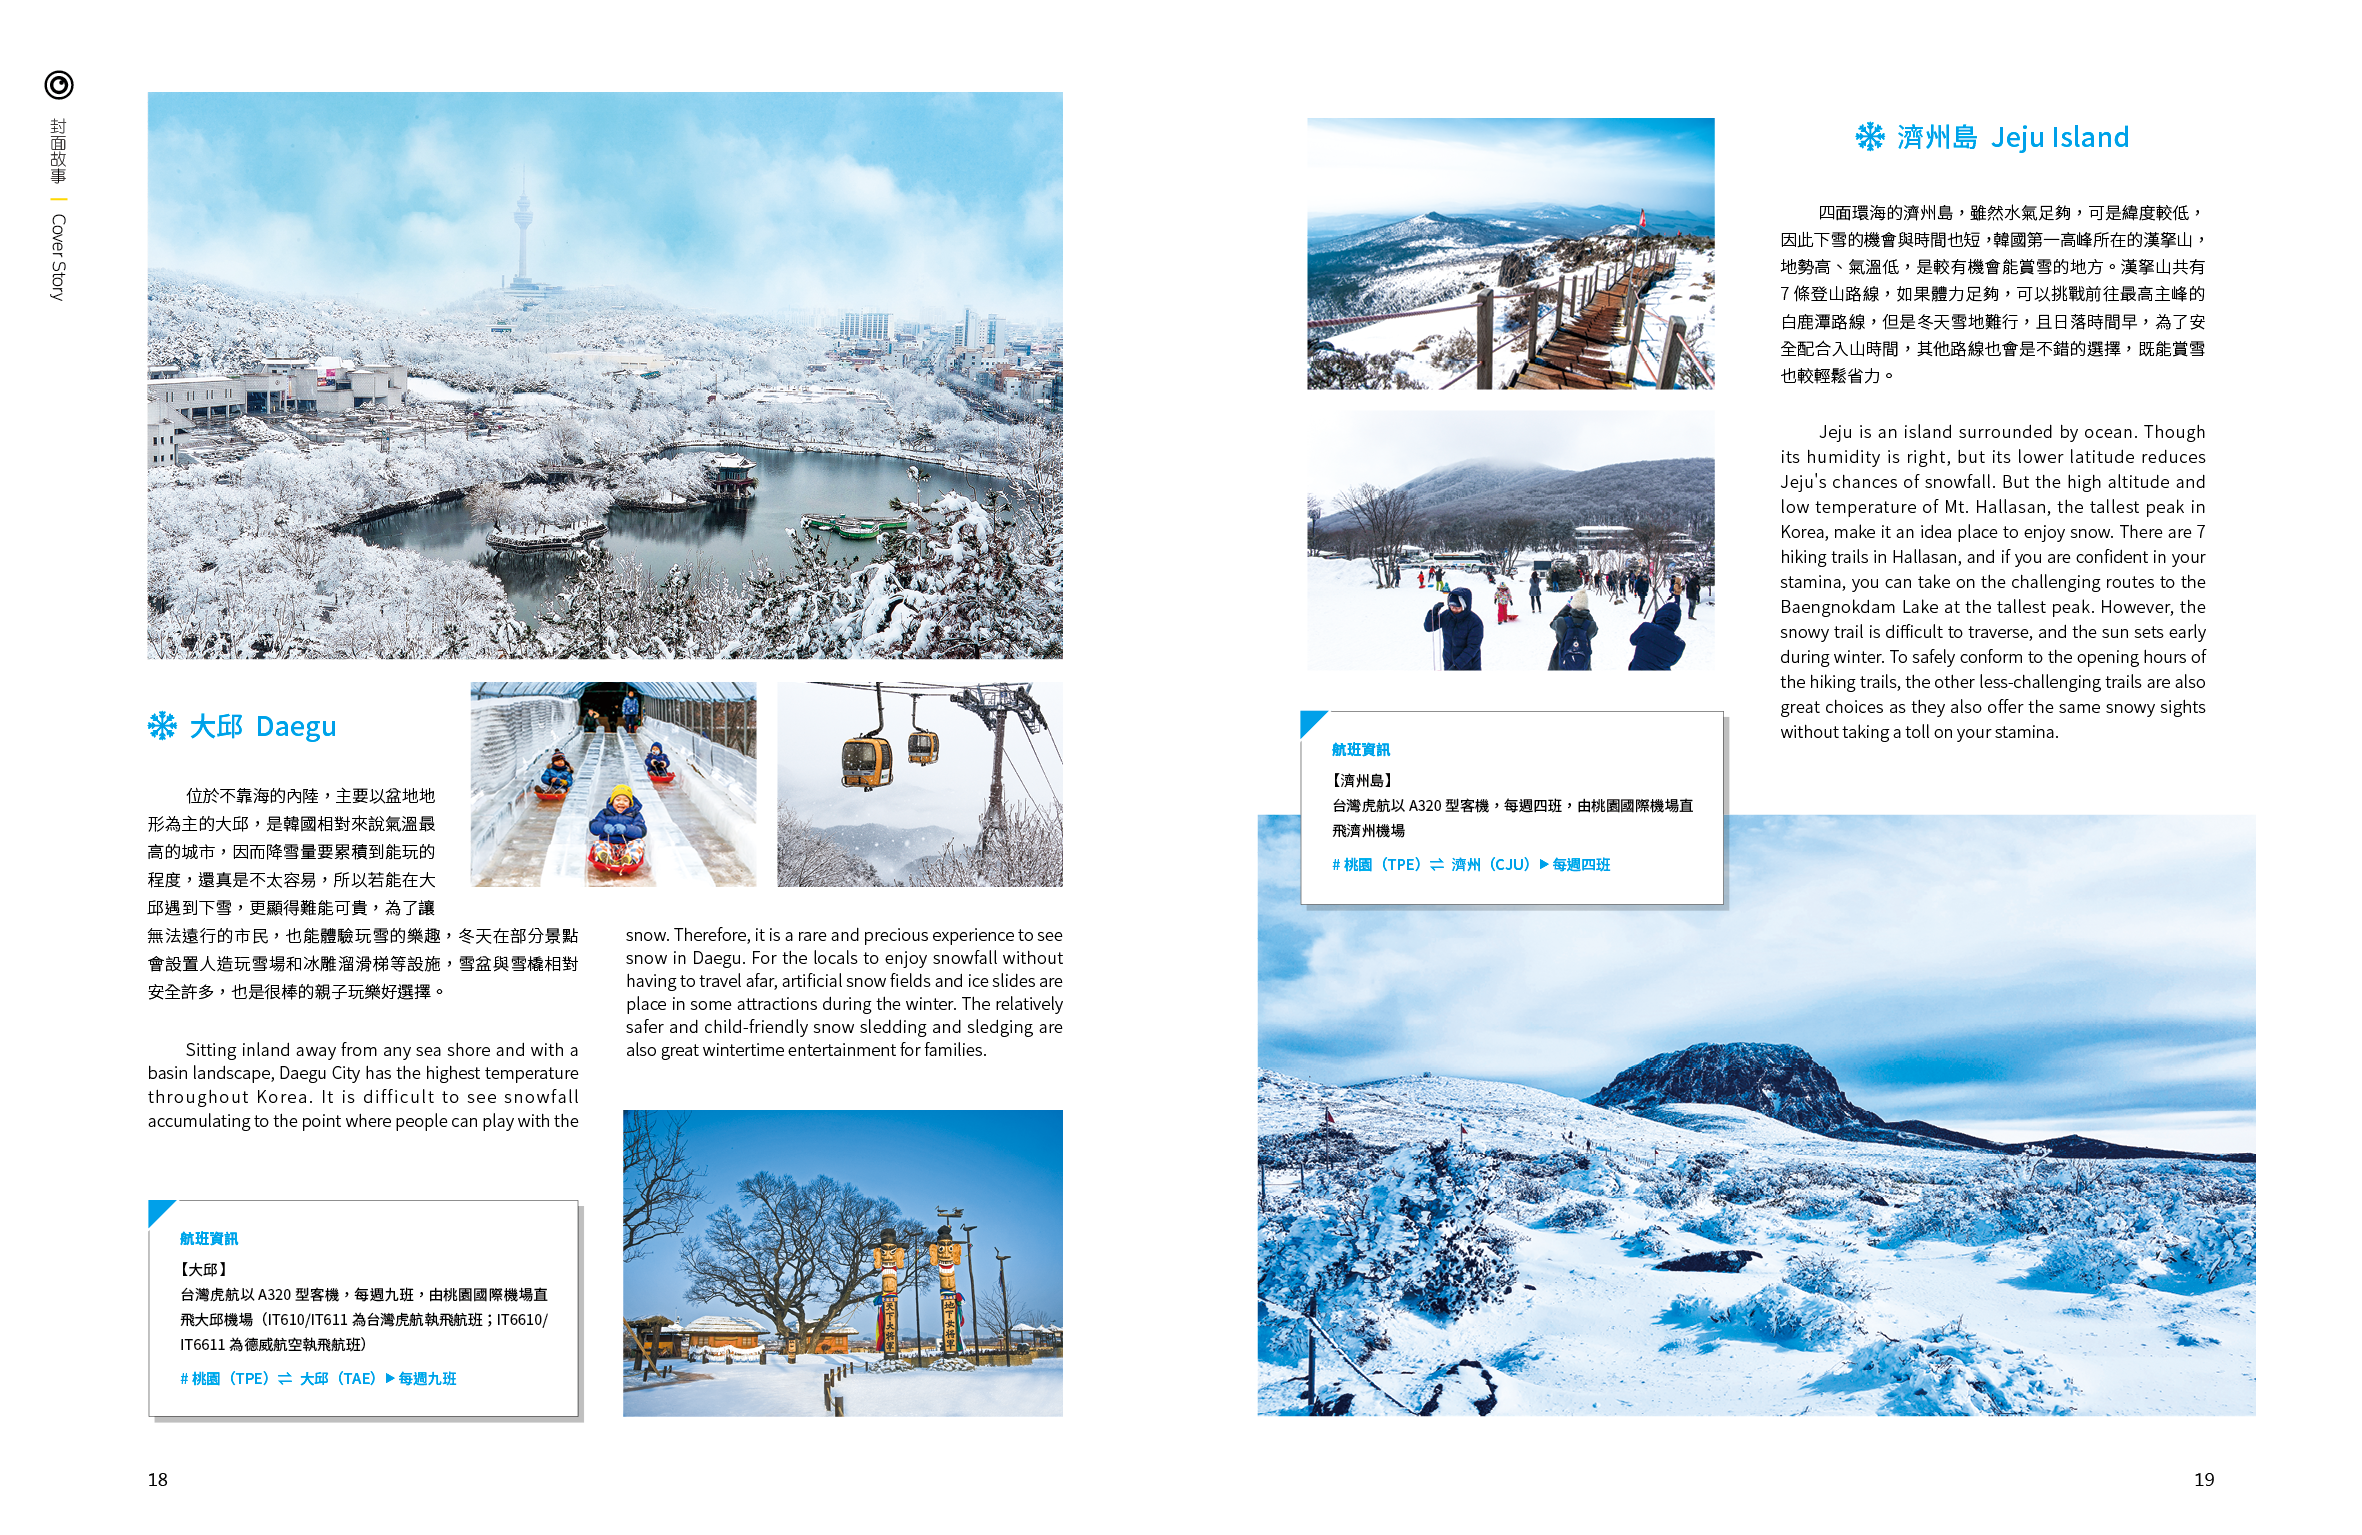 封面故事 | Cover Story
大邱 Daegu
位於不靠海的內陸，主要以盆地地
形為主的大邱，是韓國相對來說氣溫最
高的城市，因而降雪量要累積到能玩的
程度，還真是不太容易，所以若能在大
邱遇到下雪，更顯得難能可貴，為了讓
無法遠行的市民，也能體驗玩雪的樂趣，冬天在部分景點
會設置人造玩雪場和冰雕溜滑梯等設施，雪盆與雪橇相對
安全許多，也是很棒的親子玩樂好選擇。
Sitting inland away from any sea shore and with a
basin landscape, Daegu City has the highest temperature
throughout Korea. It is difficult to see snowfall
accumulating to the point where people can play with the
snow. Therefore, it is a rare and precious experience to see
snow in Daegu. For the locals to enjoy snowfall without
having to travel afar, artificial snow fields and ice slides are
place in some attractions during the winter. The relatively
safer and child-friendly snow sledding and sledging are
also great wintertime entertainment for families.
航班資訊
【大邱】
台灣虎航以 A320 型客機，每週九班，由桃園國際機場直
飛大邱機場（IT610/IT611 為台灣虎航執飛航班；IT6610/
IT6611 為德威航空執飛航班）
# 桃園（TPE）⇌ 大邱（TAE）▶每週九班
天下大將軍
地下女將軍
18
濟州島 Jeju Island
四面環海的濟州島，雖然水氣足夠，可是緯度較低，
因此下雪的機會與時間也短，韓國第一高峰所在的漢拏山，
地勢高、氣溫低，是較有機會能賞雪的地方。漢拏山共有
7 條登山路線，如果體力足夠，可以挑戰前往最高主峰的
白鹿潭路線，但是冬天雪地難行，且日落時間早，為了安
全配合入山時間，其他路線也會是不錯的選擇，既能賞雪
也較輕鬆省力。
Jeju is an island surrounded by ocean. Though
its humidity is right, but its lower latitude reduces
Jeju's chances of snowfall. But the high altitude and
low temperature of Mt. Hallasan, the tallest peak in
Korea, make it an idea place to enjoy snow. There are 7
hiking trails in Hallasan, and if you are confident in your
stamina, you can take on the challenging routes to the
Baengnokdam Lake at the tallest peak. However, the
snowy trail is difficult to traverse, and the sun sets early
during winter. To safely conform to the opening hours of
the hiking trails, the other less-challenging trails are also
great choices as they also offer the same snowy sights
without taking a toll on your stamina.
航班資訊
【濟州島】
台灣虎航以 A320 型客機，每週四班，由桃園國際機場直
飛濟州機場
# 桃園（TPE）⇌ 濟州（CJU）▶每週四班
19